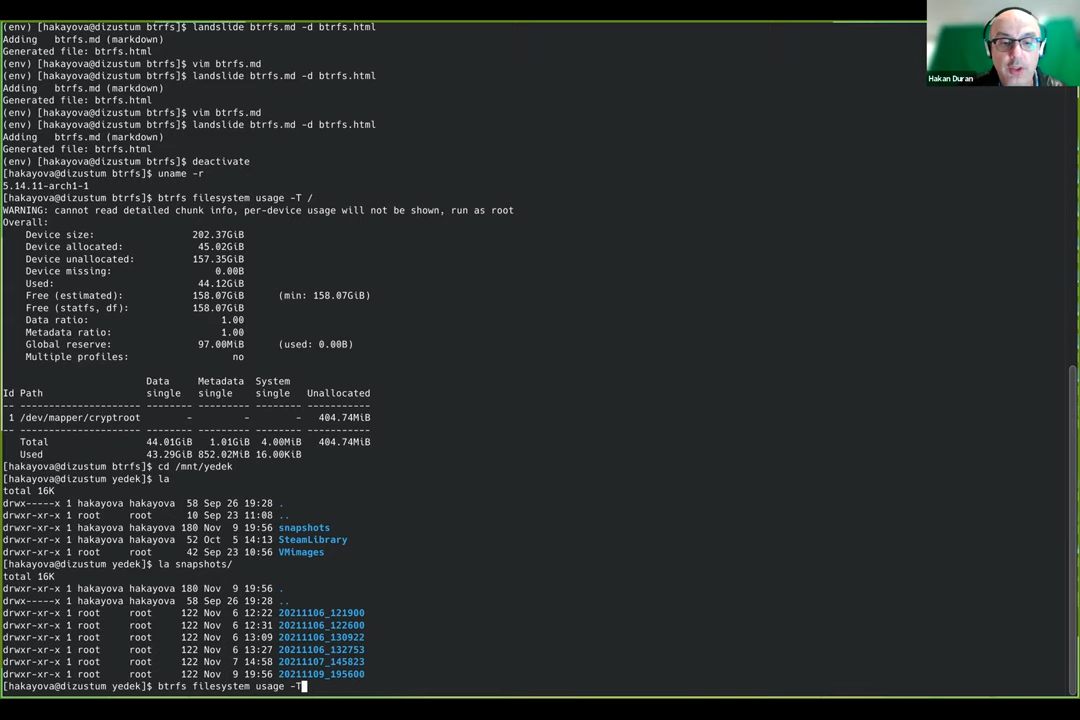 (env) [hakayova@dizustum btrfs]$ landslide btrfs.md -d btrfs.html
Adding   btrfs.md (markdown)
Generated file: btrfs.html
(env) [hakayova@dizustum btrfs]$ vim btrfs.md
(env) [hakayova@dizustum btrfs]$ landslide btrfs.md -d btrfs.html
Adding   btrfs.md (markdown)
Generated file: btrfs.html
(env) [hakayova@dizustum btrfs]$ vim btrfs.md
(env) [hakayova@dizustum btrfs]$ landslide btrfs.md -d btrfs.html
Adding   btrfs.md (markdown)
Generated file: btrfs.html
(env) [hakayova@dizustum btrfs]$ deactivate
[hakayova@dizustum btrfs]$ uname -r
5.14.11-arch1-1
[hakayova@dizustum btrfs]$ btrfs filesystem usage -T /
WARNING: cannot read detailed chunk info, per-device usage will not be shown, run as root
Overall:
    Device size:                 202.37GiB
    Device allocated:             45.02GiB
    Device unallocated:          157.35GiB
    Device missing:                  0.00B
    Used:                         44.12GiB
    Free (estimated):            158.07GiB      (min: 158.07GiB)
    Free (statfs, df):           158.07GiB
    Data ratio:                       1.00
    Metadata ratio:                   1.00
    Global reserve:               97.00MiB      (used: 0.00B)
    Multiple profiles:                  no
                         Data     Metadata  System
Id Path                  single   single    single   Unallocated
-- --------------------- -------- --------- -------- -----------
 1 /dev/mapper/cryptroot        -         -        -   404.74MiB
-- --------------------- -------- --------- -------- -----------
   Total                 44.01GiB   1.01GiB  4.00MiB   404.74MiB
   Used                  43.29GiB 852.02MiB 16.00KiB
[hakayova@dizustum btrfs]$ cd /mnt/yedek
[hakayova@dizustum yedek]$ la
total 16K
drwx-----x 1 hakayova hakayova  58 Sep 26 19:28 .
drwxr-xr-x 1 root     root      10 Sep 23 11:08 ..
drwxr-xr-x 1 hakayova hakayova 180 Nov  9 19:56 snapshots
drwxr-xr-x 1 root     root      52 Oct  5 14:13 SteamLibrary
drwxr-xr-x 1 root     root      42 Sep 23 10:56 VMimages
[hakayova@dizustum yedek]$ la snapshots/
total 16K
drwxr-xr-x 1 hakayova hakayova 180 Nov  9 19:56 .
drwx-----x 1 hakayova hakayova  58 Sep 26 19:28 ..
drwxr-xr-x 1 root     root     122 Nov  6 12:22 20211106_121900
drwxr-xr-x 1 root     root     122 Nov  6 12:31 20211106_122600
drwxr-xr-x 1 root     root     122 Nov  6 13:09 20211106_130922
drwxr-xr-x 1 root     root     122 Nov  6 13:27 20211106_132753
drwxr-xr-x 1 root     root     122 Nov  7 14:58 20211107_145823
drwxr-xr-x 1 root     root     122 Nov  9 19:56 20211109_195600
[hakayova@dizustum yedek]$ btrfs filesystem usage -T
Hakan Duran